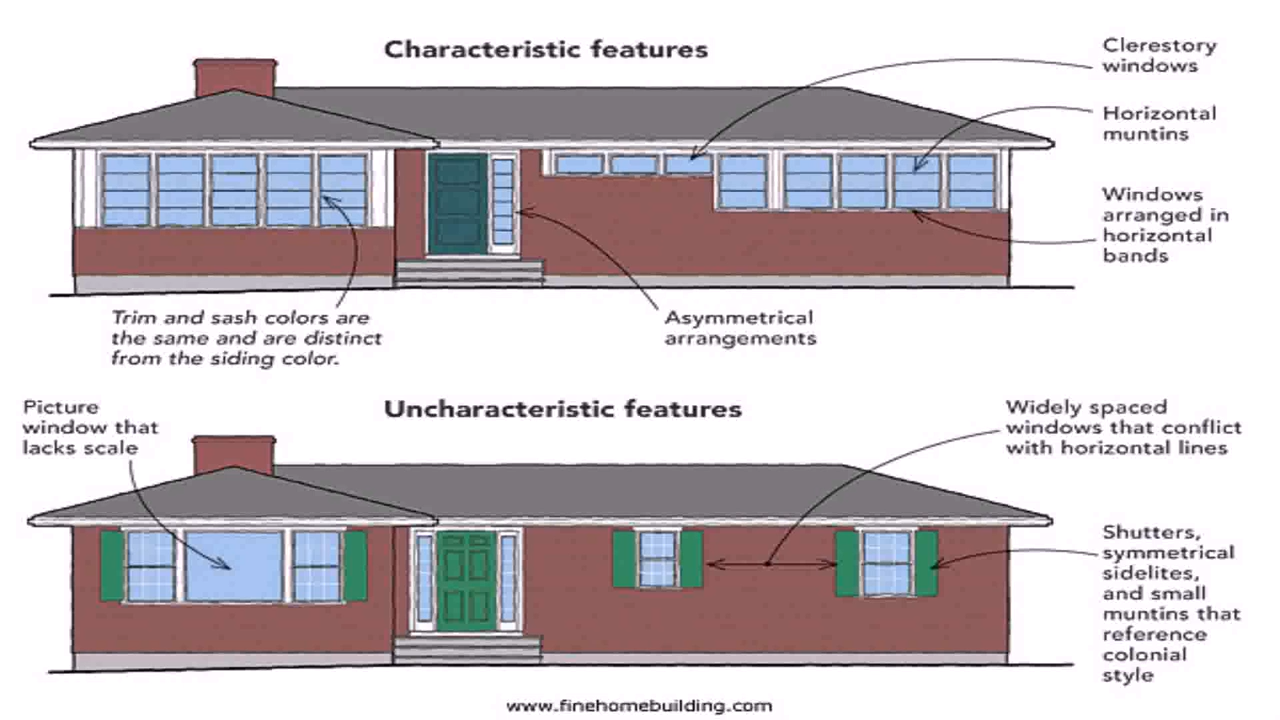 Characteristic features
Clerestory
windows
Horizontal
muntins
Windows
arranged in
horizontal
bands
Trim and sash colors are
the same and are distinct
from the siding color.
Asymmetrical
arrangements
Uncharacteristic features
Picture
window that
lacks scale
Widely spaced
windows that conflict
with horizontal lines
Shutters,
symmetrical
sidelites,
and small
muntins that
reference
colonial
style
www.finehomebuilding.com